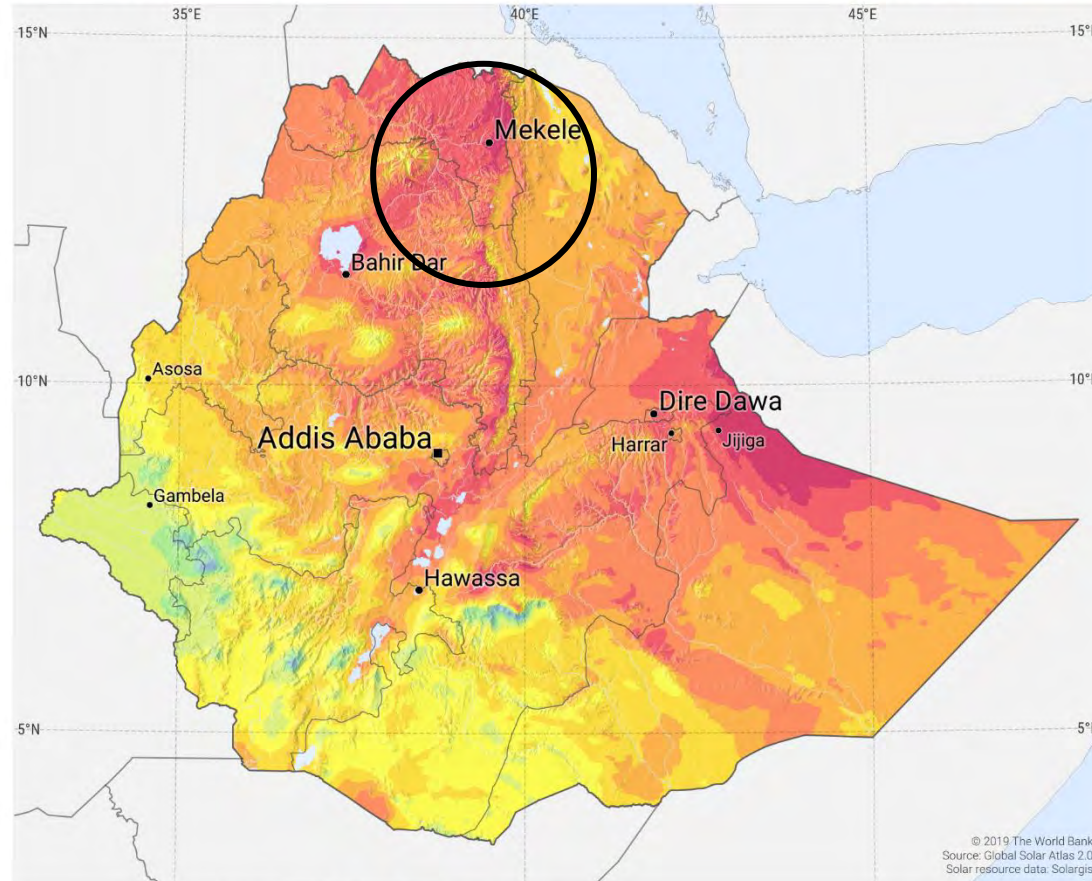 35°E 40°E 45°E
15°N 15°
Mekele
Bahir Dar
Asosa
10°N 10°
Dire Dawa
Addis Ababa
Harrar
Jijiga
Gambela
Hawassa
5°N 5°
© 2019 The World Bank
Source: Global Solar Atlas 2.0
Solar resource data: Solargis